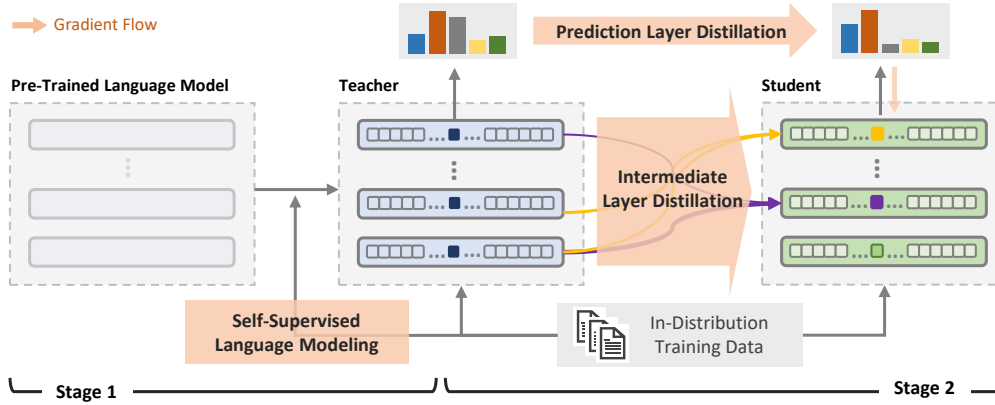 Gradient Flow
Prediction Layer Distillation
Pre-Trained Language Model
Teacher
Student
Intermediate
Layer Distillation
Self-Supervised
Language Modeling
In-Distribution
Training Data
Stage 1
Stage 2